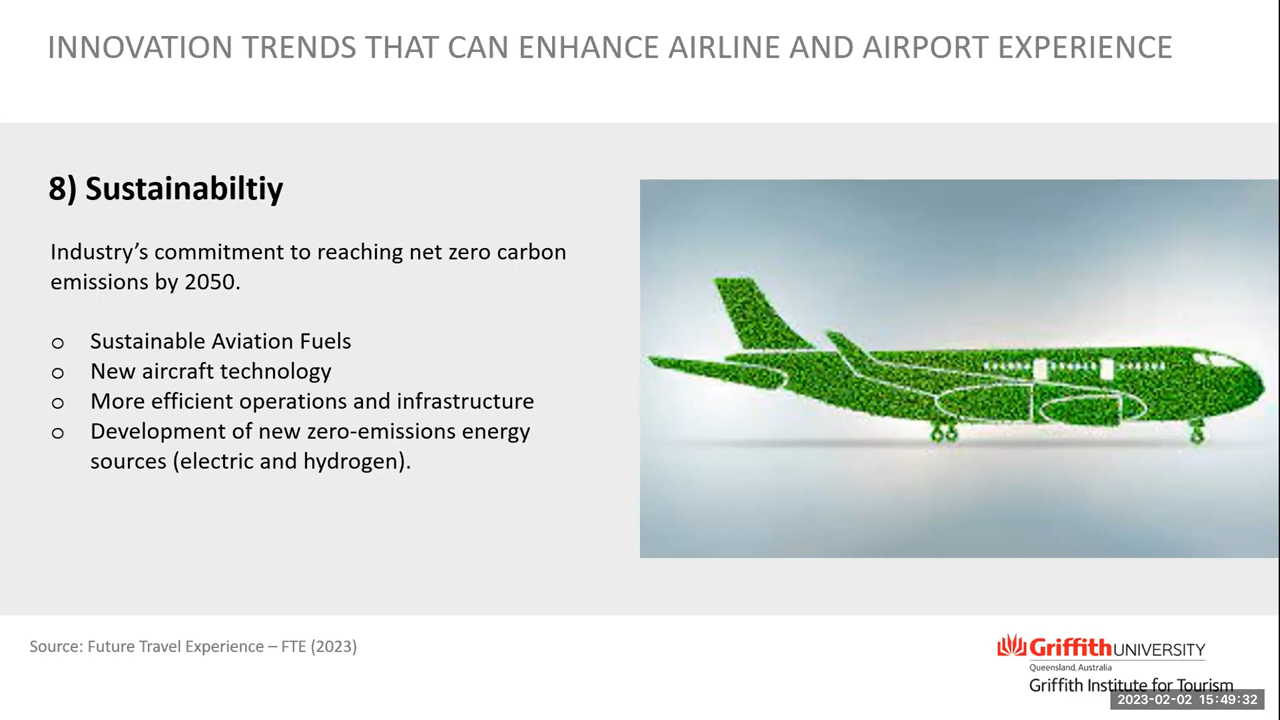 INNOVATION TRENDS THAT CAN ENHANCE AIRLINE AND AIRPORT EXPERIENCE
8) Sustainabiltiy
Industry’s commitment to reaching net zero carbon
emissions by 2050.
o Sustainable Aviation Fuels
o New aircraft technology
o More efficient operations and infrastructure
o Development of new zero-emissions energy
sources (electric and hydrogen).
Source: Future Travel Experience – FTE (2023)
Griffith UNIVERSITY
Queensland, Australia
Griffith Institute for Tourism
2023-02-02 15:49:32